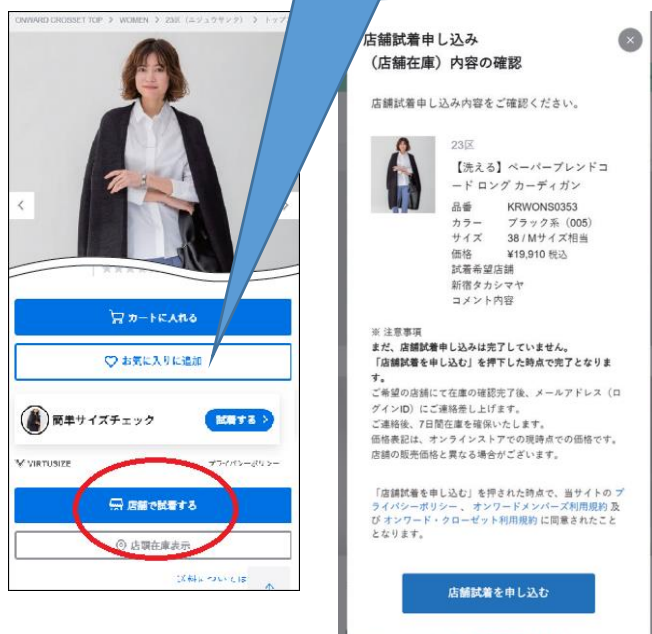 ONWARD CROSSET TOP > WOMEN > 23区 (ニジュウサンク) > トップ
カートに入れる
お気に入りに追加
簡単サイズチェック
試着する >
VIRTUSIZE
プライバシーポリシー
店舗で試着する
店頭在庫表示
店舗試着申し込み
(店舗在庫) 内容の確認
店舗試着申し込み内容をご確認ください。
23区
【洗える】ペーパーブレンドコ
ード ロング カーディガン
品番 KRWONS0353
カラー ブラック系 (005)
サイズ 38 / Mサイズ相当
価格 ¥19,910 税込
試着希望店舗
新宿タカシマヤ
コメント内容
※ 注意事項
まだ、店舗試着申し込みは完了していません。
「店舗試着を申し込む」を押下した時点で完了となりま
す。
ご希望の店舗にて在庫の確認完了後、メールアドレス (ロ
グインID) にご連絡差し上げます。
ご連絡後、7日間在庫を確保いたします。
価格表記は、オンラインストアでの現時点での価格です。
店舗の販売価格と異なる場合がございます。
「店舗試着を申し込む」を押された時点で、当サイトの プ
ライバシーポリシー 、 オンワードメンバーズ利用規約 及
び オンワード・クローゼット利用規約 に同意されたこと
となります。
店舗試着を申し込む